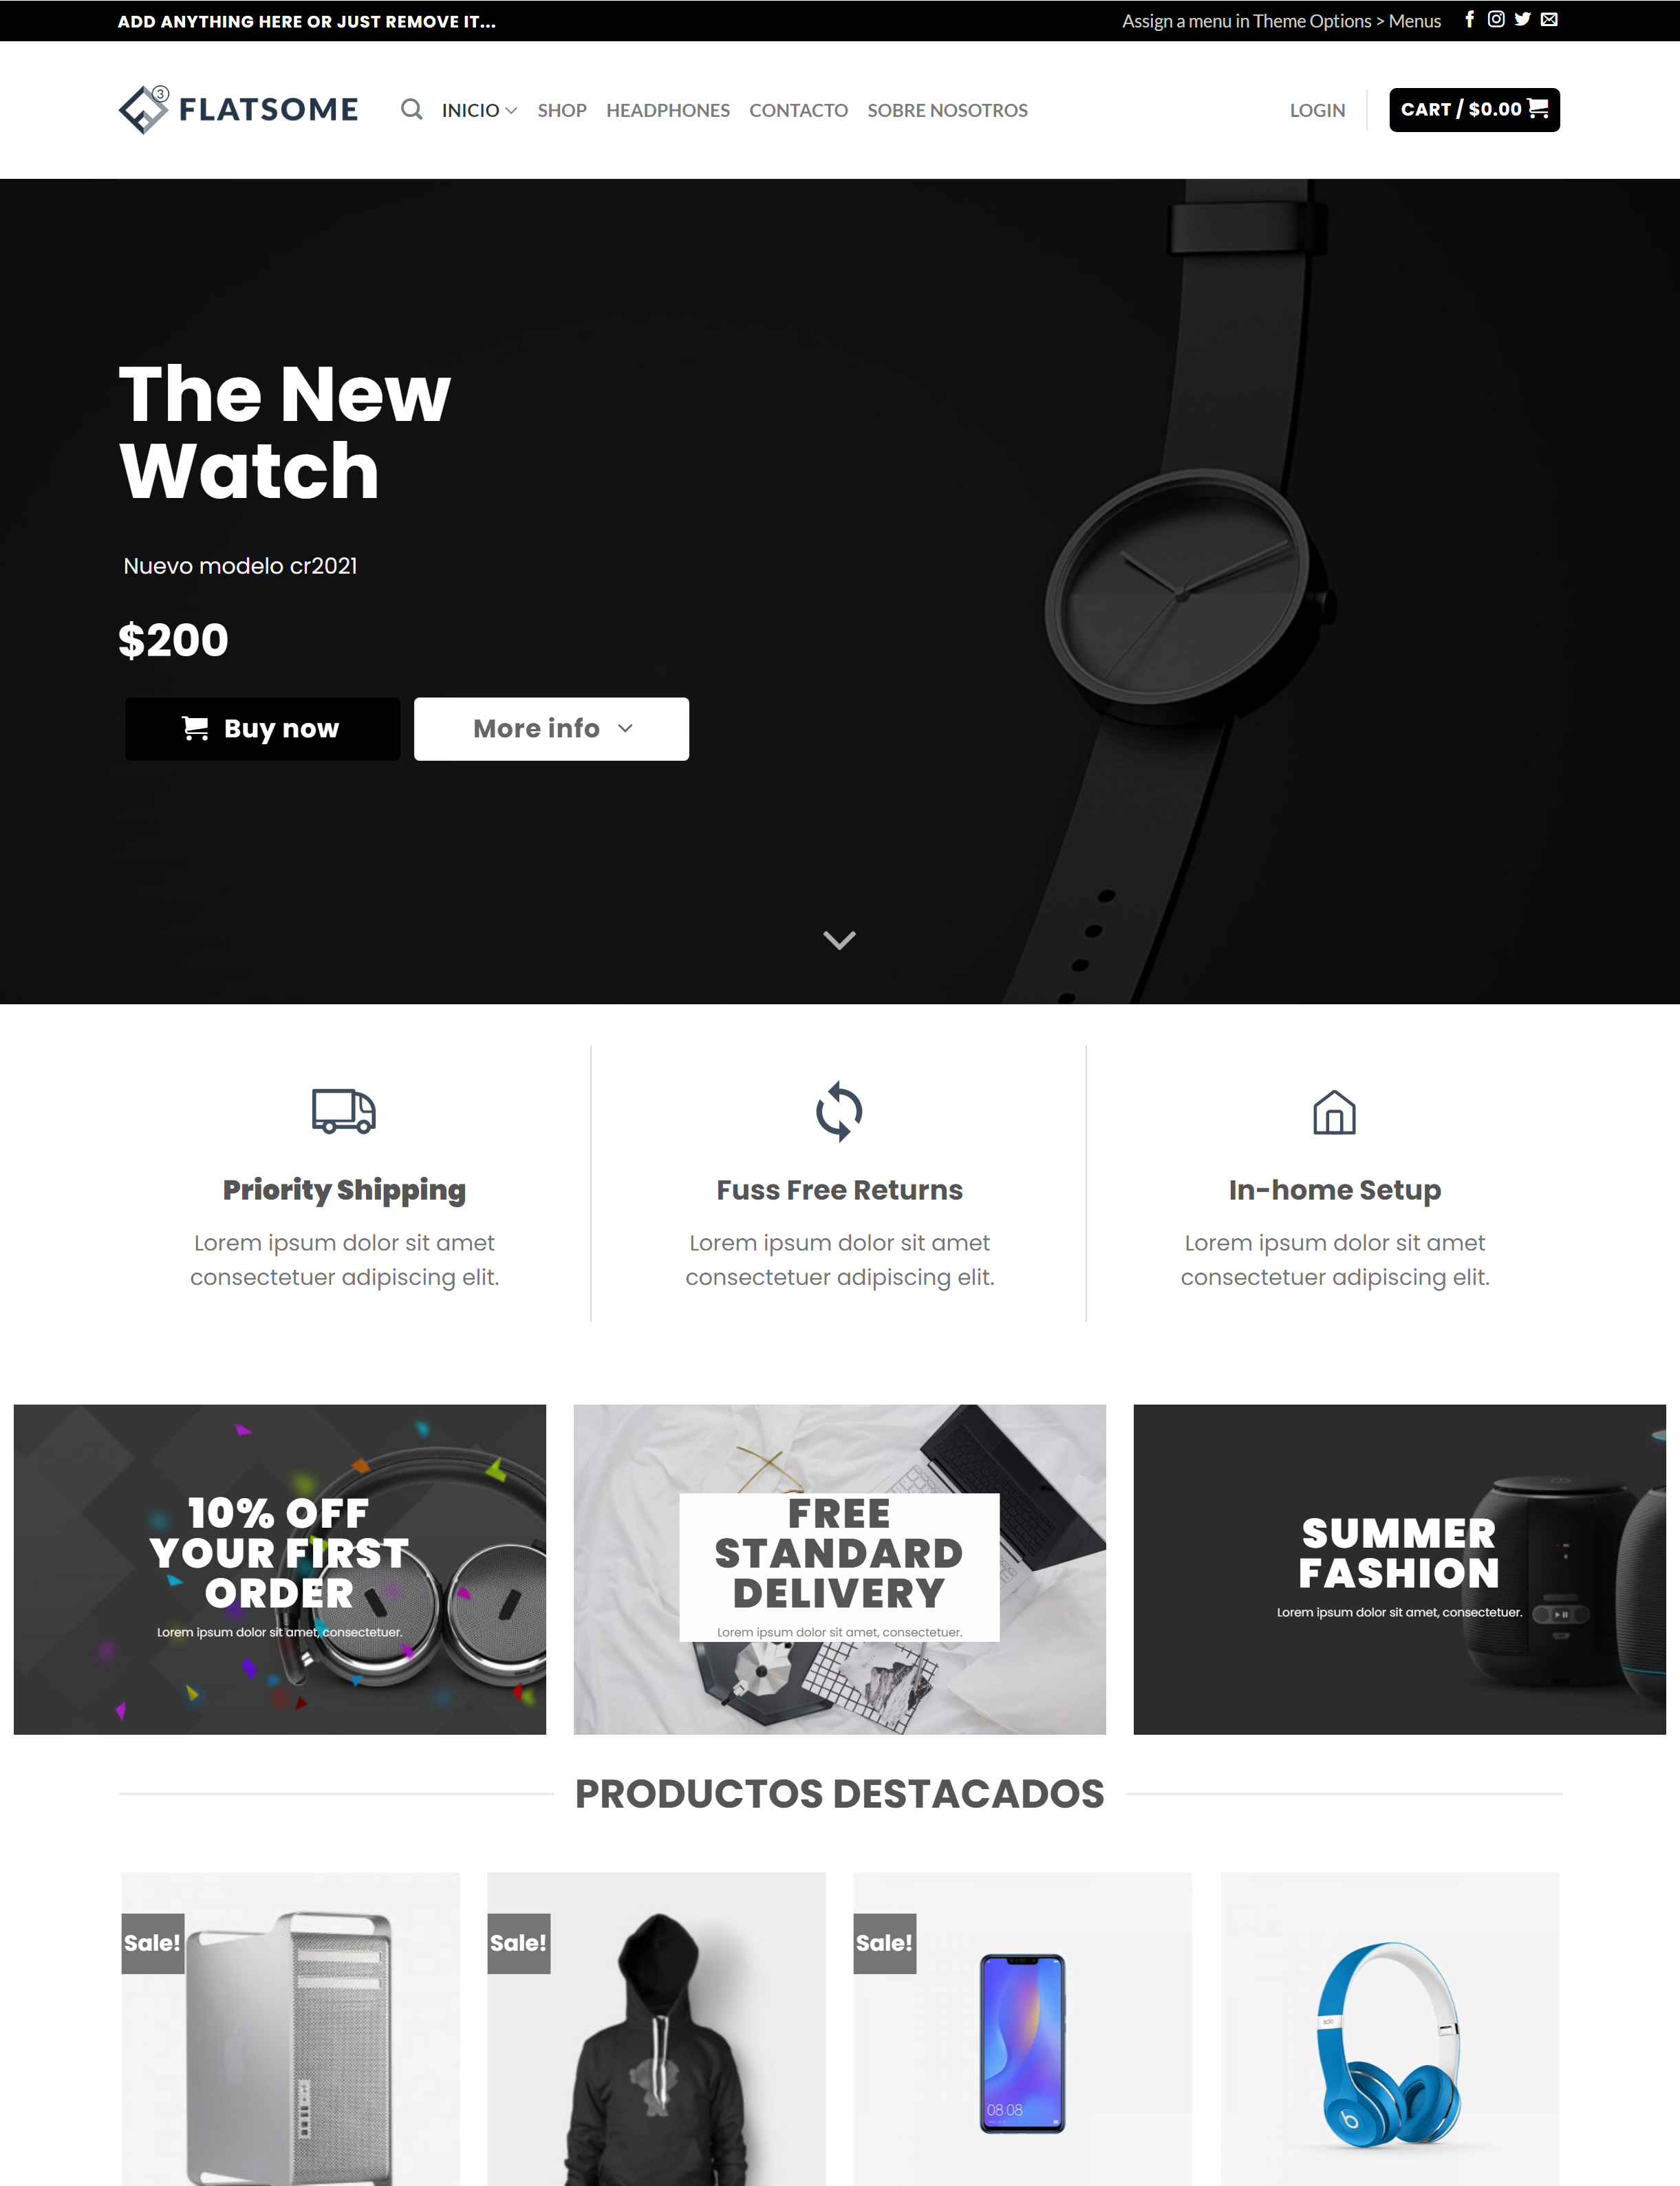 ADD ANYTHING HERE OR JUST REMOVE IT...
Assign a menu in Theme Options > Menus
3
FLATSOME
INICIO
SHOP
HEADPHONES
CONTACTO
SOBRE NOSOTROS
LOGIN
CART / $0.00
The New
Watch
Nuevo modelo cr2021
$200
Buy now
More info
Priority Shipping
Lorem ipsum dolor sit amet
consectetuer adipiscing elit.
Fuss Free Returns
Lorem ipsum dolor sit amet
consectetuer adipiscing elit.
In-home Setup
Lorem ipsum dolor sit amet
consectetuer adipiscing elit.
10% OFF
YOUR FIRST
ORDER
Lorem ipsum dolor sit amet, consectetuer.
FREE
STANDARD
DELIVERY
Lorem ipsum dolor sit amet, consectetuer.
SUMMER
FASHION
Lorem ipsum dolor sit amet, consectetuer.
PRODUCTOS DESTACADOS
Sale!
Sale!
Sale!
08:08
solo
b